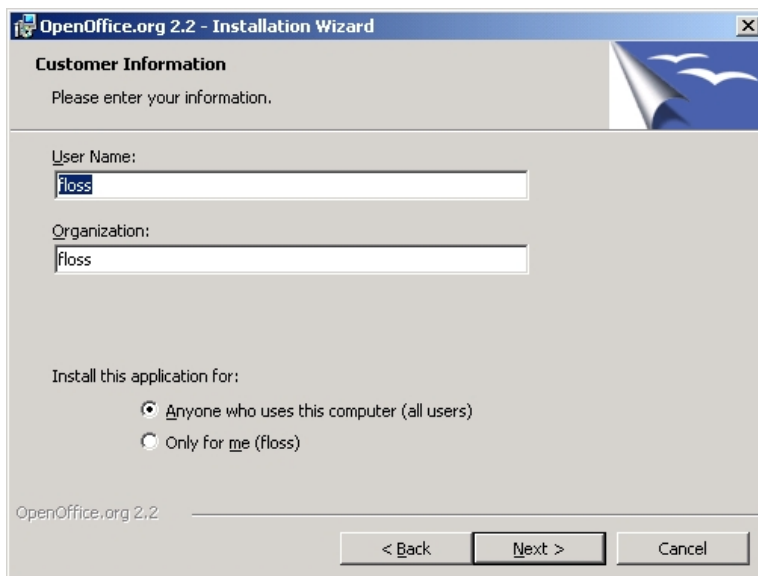 OpenOffice.org 2.2 - Installation Wizard
Customer Information
Please enter your information.
User Name:
floss
Organization:
floss
Install this application for:
Anyone who uses this computer (all users)
Only for me (floss)
OpenOffice.org 2.2
< Back Next > Cancel